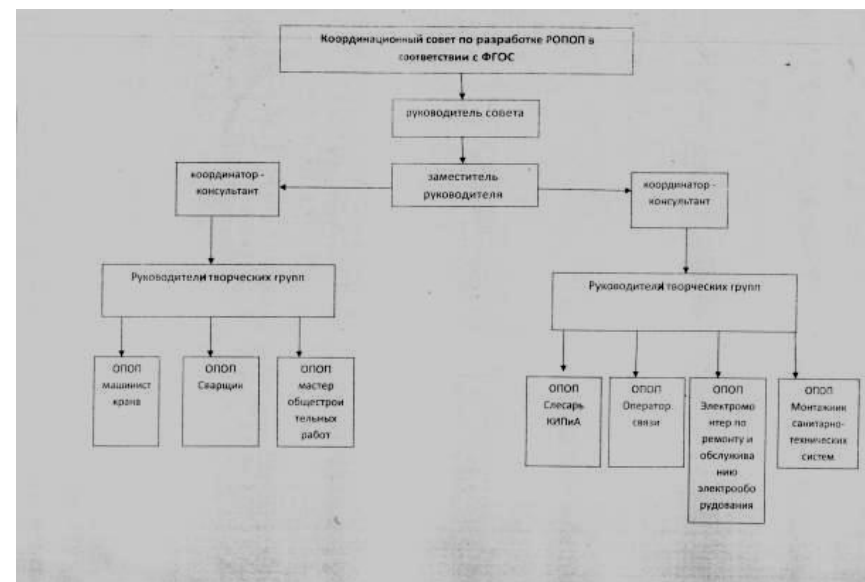 Координационный совет по разработке РОПОП в
соответствии с ФГОС
руководитель совета
заместитель
руководителя
координатор -
консультант
координатор -
консультант
Руководители творческих групп
Руководители творческих групп
ОПОП
машинист
крана
ОПОП
Сварщик
ОПОП
мастер
общестрои
тельных
работ
ОПОП
Слесарь
КИПиА
ОПОП
Оператор
связи
ОПОП
Электромо
нтер по
ремонту и
обслужива
нию
электрообо
рудования
ОПОП
Монтажник
санитарно-
технических
систем